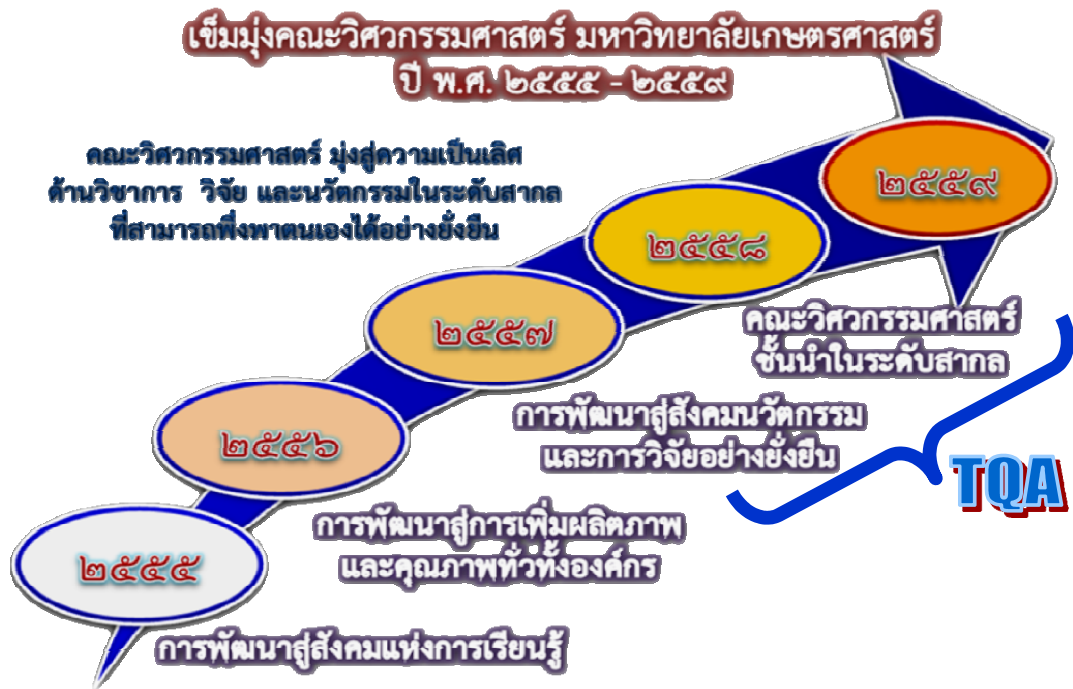 เข็มมุ่งคณะวิศวกรรมศาสตร์ มหาวิทยาลัยเกษตรศาสตร์
ปี พ.ศ. ๒๕๕๕ - ๒๕๕๙
คณะวิศวกรรมศาสตร์ มุ่งสู่ความเป็นเลิศ
ด้านวิชาการ วิจัย และนวัตกรรมในระดับสากล
ที่สามารถพึ่งพาตนเองได้อย่างยั่งยืน
๒๕๕๙
๒๕๕๘
๒๕๕๗
๒๕๕๖
๒๕๕๕
คณะวิศวกรรมศาสตร์
ชั้นนำในระดับสากล
การพัฒนาสู่สังคมนวัตกรรม
และการวิจัยอย่างยั่งยืน
TQA
การพัฒนาสู่การเพิ่มผลิตภาพ
และคุณภาพทั่วทั้งองค์กร
การพัฒนาสู่สังคมแห่งการเรียนรู้